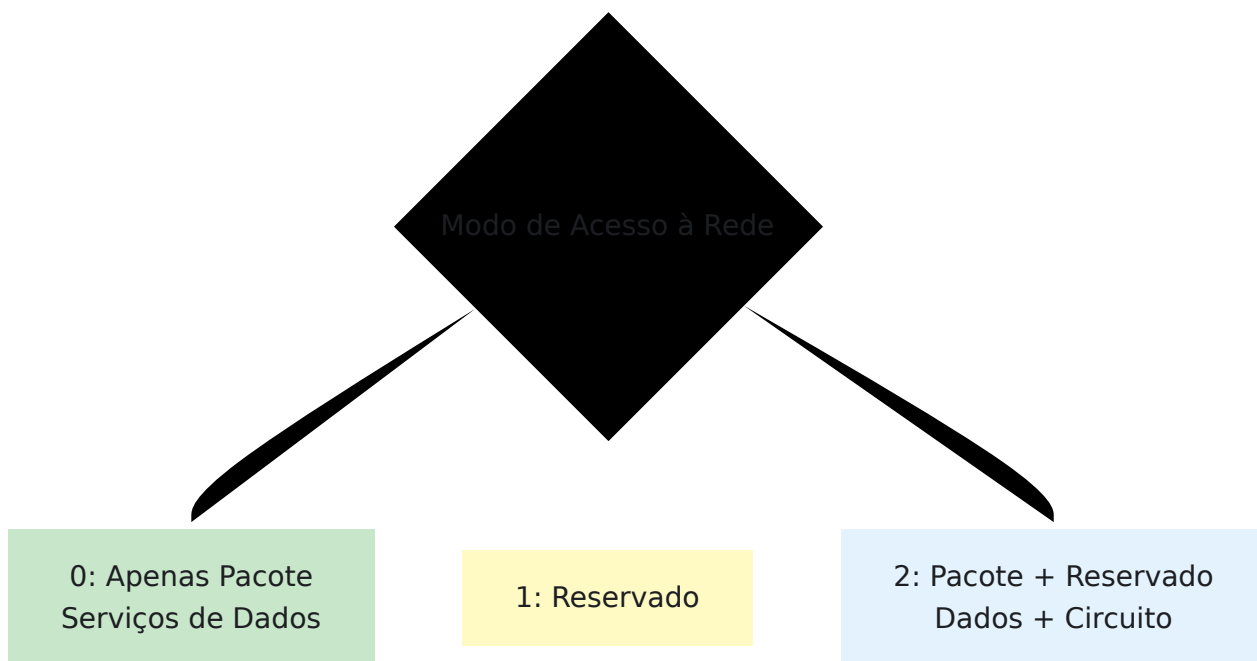 Modo de Acesso à Rede
0: Apenas Pacote
Serviços de Dados
1: Reservado
2: Pacote + Reservado
Dados + Circuito